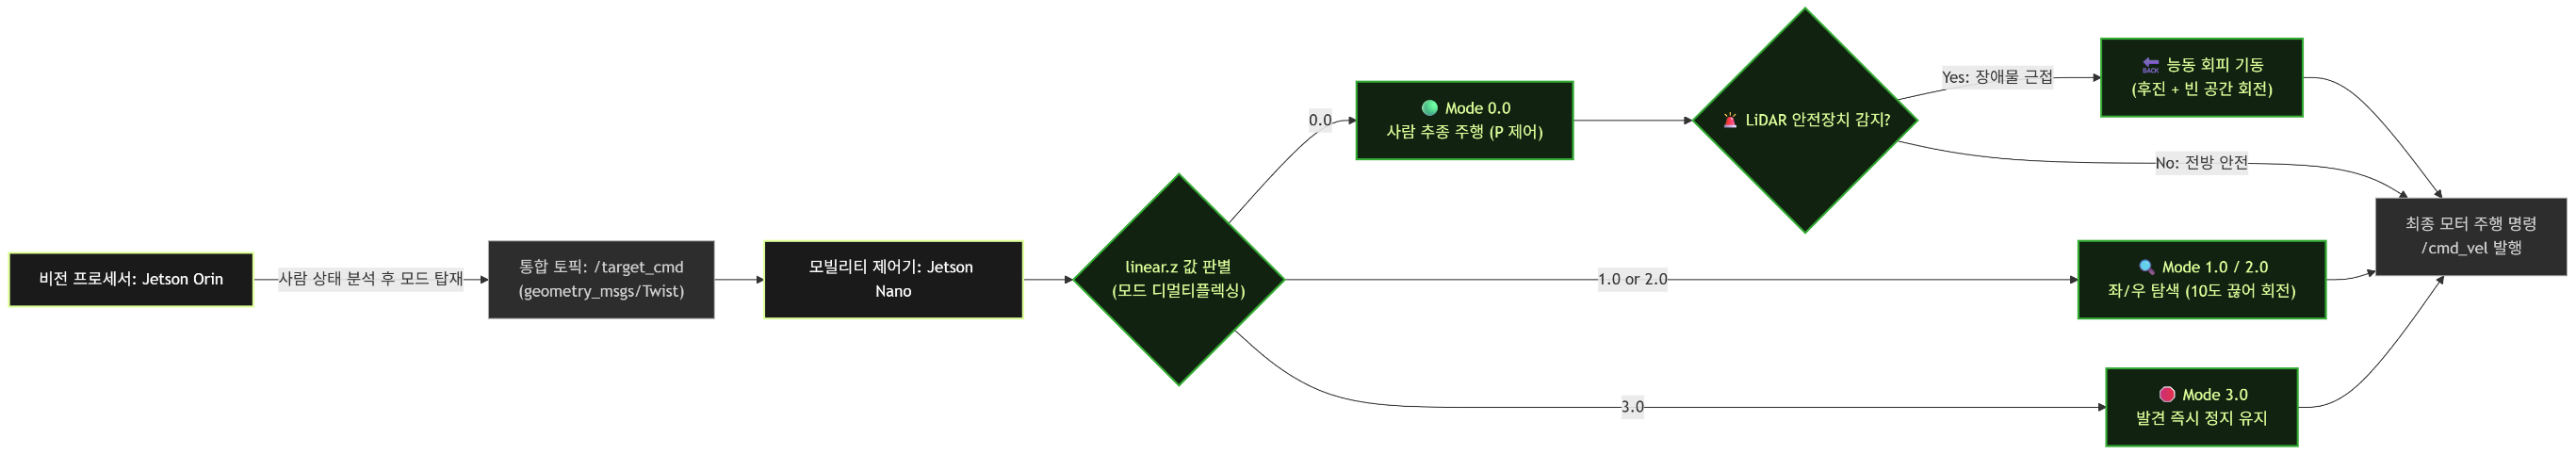 비전 프로세서: Jetson Orin
사람 상태 분석 후 모드 탑재
통합 토픽: /target_cmd
(geometry_msgs/Twist)
모빌리티 제어기: Jetson
Nano
linear.z 값 판별
(모드 디멀티플렉싱)
0.0
Mode 0.0
사람 추종 주행 (P 제어)
🚨 LiDAR 안전장치 감지?
Yes: 장애물 근접
BACK
능동 회피 기동
(후진 + 빈 공간 회전)
No: 전방 안전
1.0 or 2.0
Mode 1.0 / 2.0
좌/우 탐색 (10도 끊어 회전)
3.0
Mode 3.0
발견 즉시 정지 유지
최종 모터 주행 명령
/cmd_vel 발행